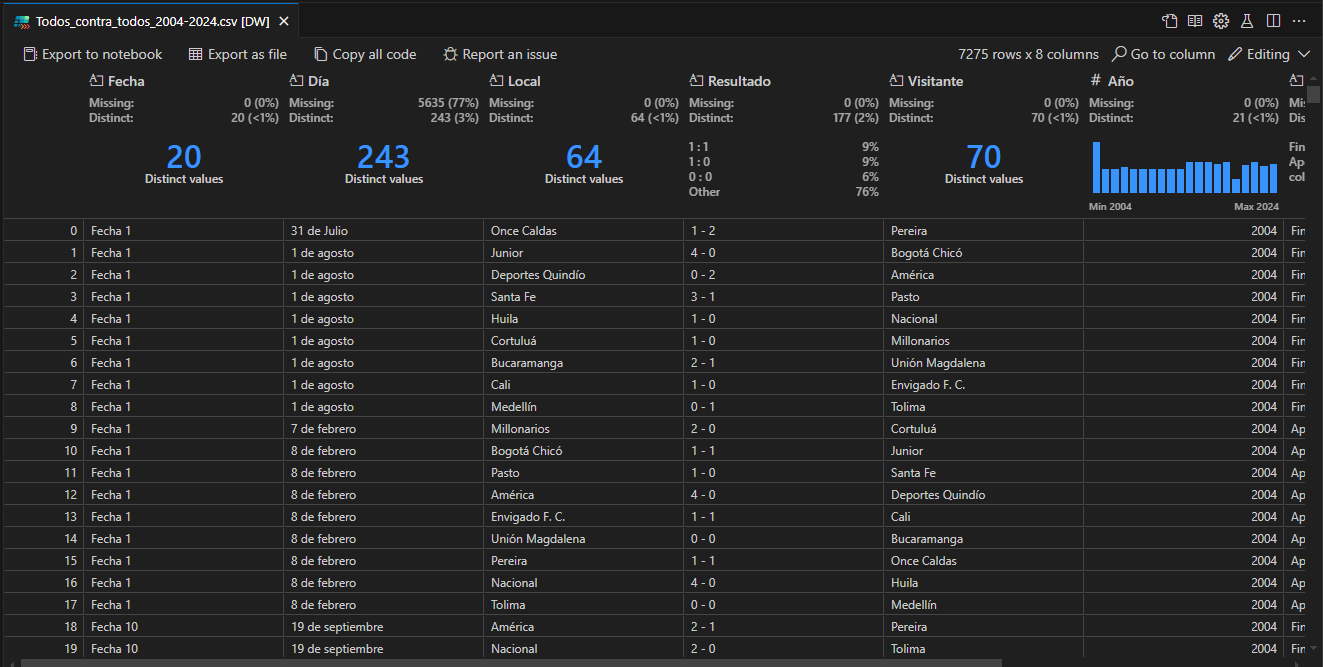 Todos_contra_todos_2004-2024.csv [DW]
Export to notebook Export as file Copy all code Report an issue 7275 rows x 8 columns Go to column Editing
Fecha Día Local Resultado Visitante # Año
Missing: 0 (0%) Missing: 5635 (77%) Missing: 0 (0%) Missing: 0 (0%) Missing: 0 (0%) Missing: 0 (0%) Mis
Distinct: 20 (<1%) Distinct: 243 (3%) Distinct: 64 (<1%) Distinct: 177 (2%) Distinct: 70 (<1%) Distinct: 21 (<1%) Dis
20 Distinct values
243 Distinct values
64 Distinct values
1 : 1 9%
1 : 0 9%
0 : 0 6%
Other 76%
70 Distinct values
Min 2004 Max 2024
Fin
Ap
col
0 Fecha 1 31 de Julio Once Caldas 1 - 2 Pereira 2004 Fin
1 Fecha 1 1 de agosto Junior 4 - 0 Bogotá Chicó 2004 Fin
2 Fecha 1 1 de agosto Deportes Quindío 0 - 2 América 2004 Fin
3 Fecha 1 1 de agosto Santa Fe 3 - 1 Pasto 2004 Fin
4 Fecha 1 1 de agosto Huila 1 - 0 Nacional 2004 Fin
5 Fecha 1 1 de agosto Cortuluá 1 - 0 Millonarios 2004 Fin
6 Fecha 1 1 de agosto Bucaramanga 2 - 1 Unión Magdalena 2004 Fin
7 Fecha 1 1 de agosto Cali 1 - 0 Envigado F. C. 2004 Fin
8 Fecha 1 1 de agosto Medellín 0 - 1 Tolima 2004 Fin
9 Fecha 1 7 de febrero Millonarios 2 - 0 Cortuluá 2004 Ap
10 Fecha 1 8 de febrero Bogotá Chicó 1 - 1 Junior 2004 Ap
11 Fecha 1 8 de febrero Pasto 1 - 0 Santa Fe 2004 Ap
12 Fecha 1 8 de febrero América 4 - 0 Deportes Quindío 2004 Ap
13 Fecha 1 8 de febrero Envigado F. C. 1 - 1 Cali 2004 Ap
14 Fecha 1 8 de febrero Unión Magdalena 0 - 0 Bucaramanga 2004 Ap
15 Fecha 1 8 de febrero Pereira 1 - 1 Once Caldas 2004 Ap
16 Fecha 1 8 de febrero Nacional 4 - 0 Huila 2004 Ap
17 Fecha 1 8 de febrero Tolima 0 - 0 Medellín 2004 Ap
18 Fecha 10 19 de septiembre América 2 - 1 Pereira 2004 Fin
19 Fecha 10 19 de septiembre Nacional 2 - 0 Tolima 2004 Fin